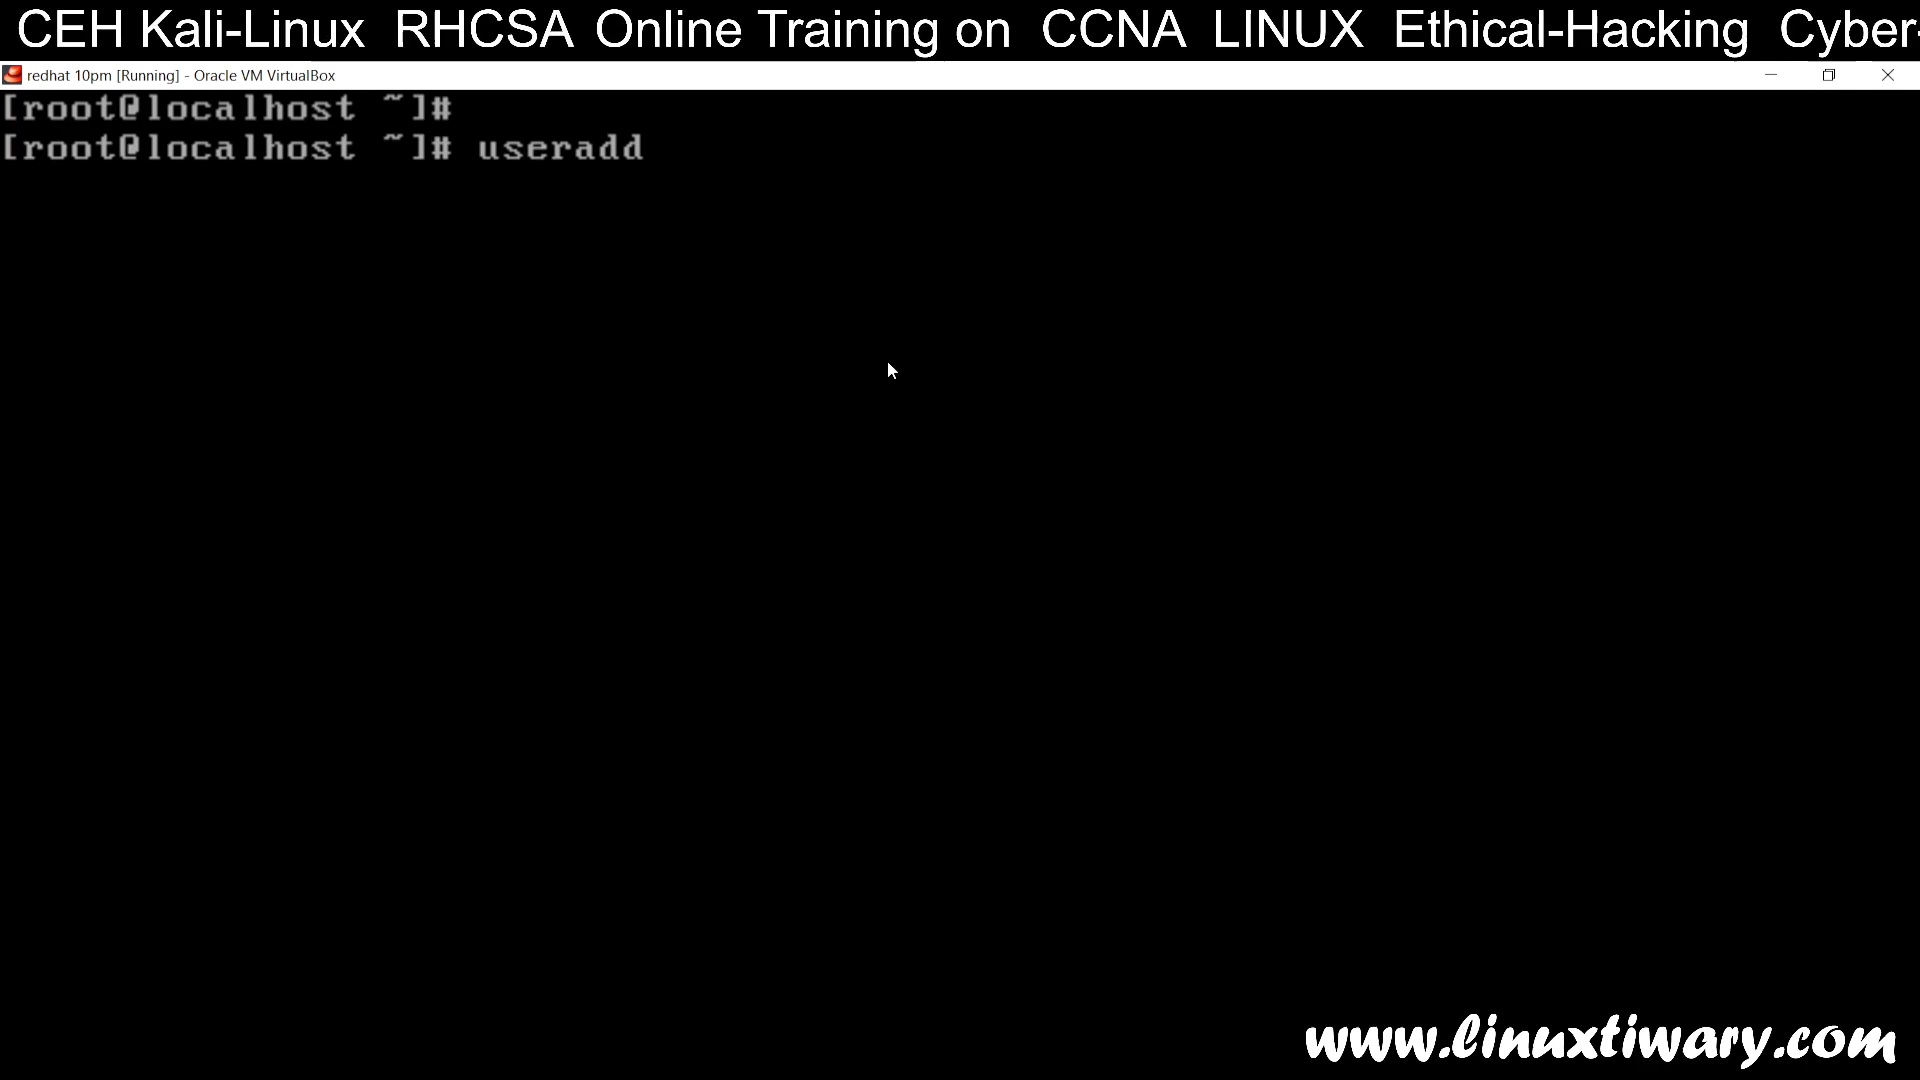 CEH Kali-Linux RHCSA Online Training on CCNA LINUX Ethical-Hacking Cyber-
redhat 10pm [Running] - Oracle VM VirtualBox
[root@localhost ~]#
[root@localhost ~]# useradd
www.linuxtiwary.com